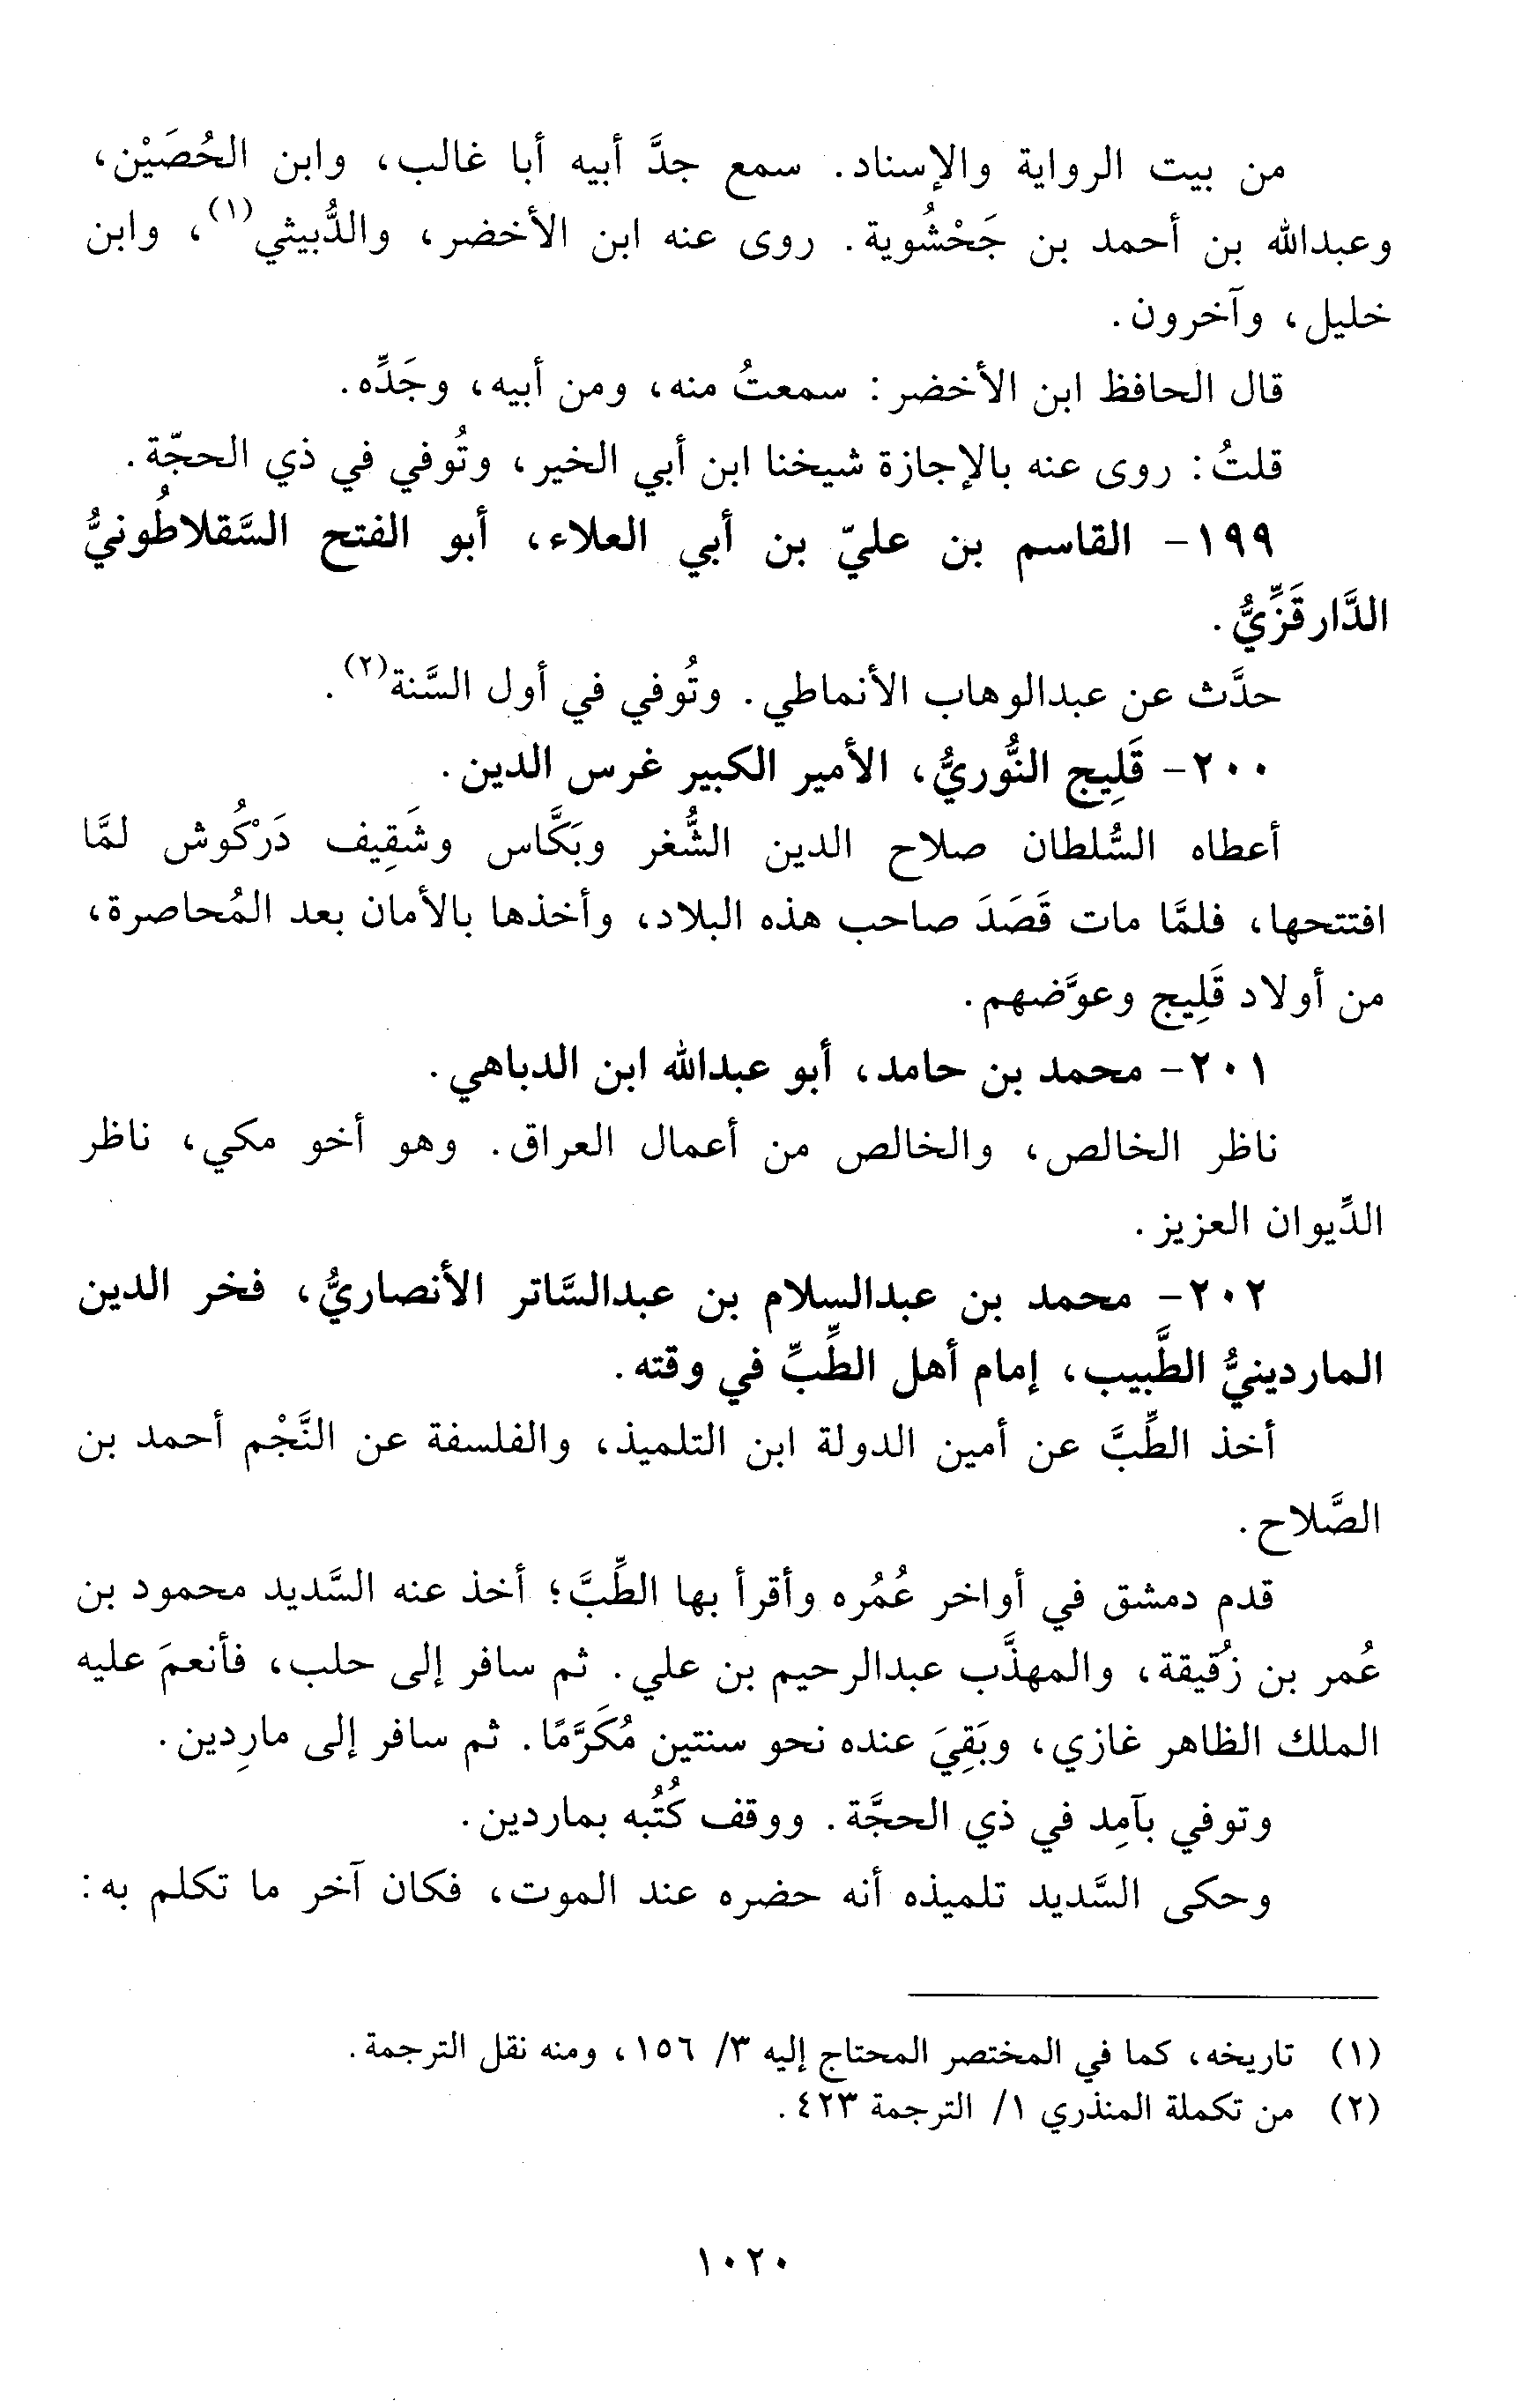 من بيت الرواية والإسناد. سمع جدَّ أبيه أبا غالب، وابن الحُصَيْن،
وعبدالله بن أحمد بن جَحْشُوية. روى عنه ابن الأخضر، والدُّبيثي(١)، وابن
خليل، وآخرون.
قال الحافظ ابن الأخضر: سمعتُ منه، ومن أبيه، وجَدِّه.
قلتُ: روى عنه بالإجازة شيخنا ابن أبي الخير، وتُوفي في ذي الحجّة.
١٩٩- القاسم بن عليّ بن أبي العلاء، أبو الفتح السَّقلاطُونيُّ
الدَّارقَزِّيُّ.
حدَّث عن عبدالوهاب الأنماطي. وتُوفي في أول السَّنة(٢).
٢٠٠- قَلِيج النُّوريُّ، الأمير الكبير غرس الدين.
أعطاه السُّلطان صلاح الدين الشُّغر وبَكَّاس وشَقِيف دَرْكُوش لمَّا
افتتحها، فلمَّا مات قَصَدَ صاحب هذه البلاد، وأخذها بالأمان بعد المُحاصرة،
من أولاد قَلِيج وعوَّضهم.
٢٠١- محمد بن حامد، أبو عبدالله ابن الدباهي.
ناظر الخالص، والخالص من أعمال العراق. وهو أخو مكي، ناظر
الدِّيوان العزيز.
٢٠٢- محمد بن عبدالسلام بن عبدالسَّاتر الأنصاريُّ، فخر الدين
الماردينيُّ الطَّبيب، إمام أهل الطِّبِّ في وقته.
أخذ الطِّبَّ عن أمين الدولة ابن التلميذ، والفلسفة عن النَّجْم أحمد بن
الصَّلاح.
قدم دمشق في أواخر عُمُره وأقرأ بها الطِّبَّ؛ أخذ عنه السَّديد محمود بن
عُمر بن زُقيقة، والمهذَّب عبدالرحيم بن علي. ثم سافر إلى حلب، فأنعمَ عليه
الملك الظاهر غازي، وبَقِيَ عنده نحو سنتين مُكَرَّمًا. ثم سافر إلى مارِدين.
وتوفي بآمِد في ذي الحجَّة. ووقف كُتُبه بماردين.
وحكى السَّديد تلميذه أنه حضره عند الموت، فكان آخر ما تكلم به:
(١) تاريخه، كما في المختصر المحتاج إليه ٣/ ١٥٦، ومنه نقل الترجمة.
(٢) من تكملة المنذري ١/ الترجمة ٤٢٣.
١٠٢٠